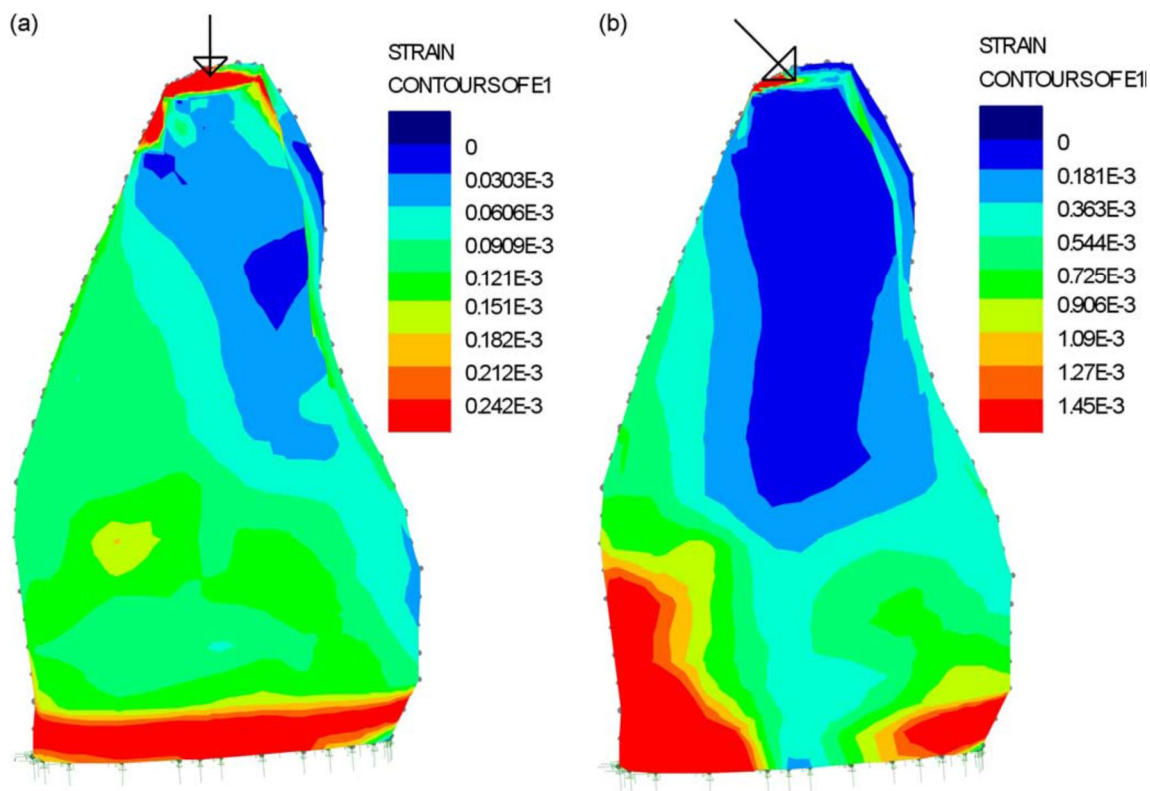 (a)
STRAIN
CONTOURSOFE1
0
0.0303E-3
0.0606E-3
0.0909E-3
0.121E-3
0.151E-3
0.182E-3
0.212E-3
0.242E-3
(b)
STRAIN
CONTOURSOFE1I
0
0.181E-3
0.363E-3
0.544E-3
0.725E-3
0.906E-3
1.09E-3
1.27E-3
1.45E-3